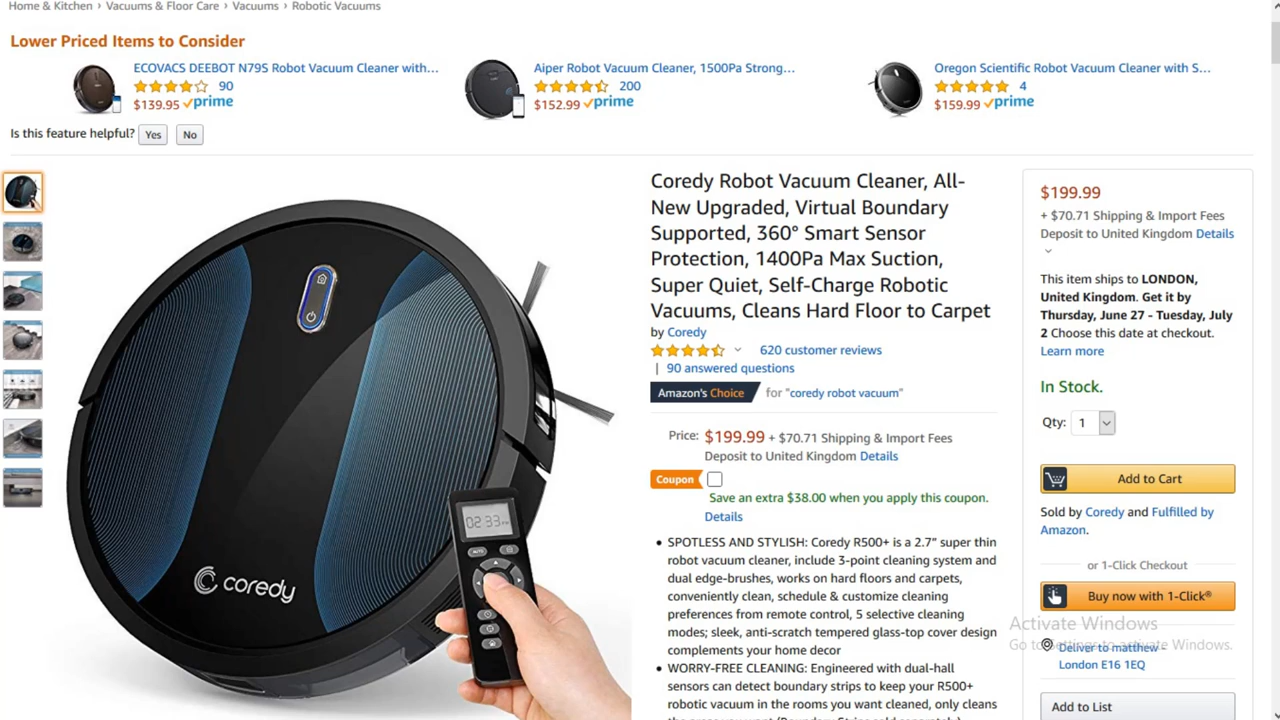 Home & Kitchen › Vacuums & Floor Care › Vacuums › Robotic Vacuums
Lower Priced Items to Consider
ECOVACS DEEBOT N79S Robot Vacuum Cleaner with...
90
$139.95 prime
Aiper Robot Vacuum Cleaner, 1500Pa Strong...
200
$152.99 prime
Oregon Scientific Robot Vacuum Cleaner with S...
4
$159.99 prime
Is this feature helpful? Yes No
coredy
02:33
Coredy Robot Vacuum Cleaner, All-
New Upgraded, Virtual Boundary
Supported, 360° Smart Sensor
Protection, 1400Pa Max Suction,
Super Quiet, Self-Charge Robotic
Vacuums, Cleans Hard Floor to Carpet
by Coredy
620 customer reviews
| 90 answered questions
Amazon's Choice for "coredy robot vacuum"
Price: $199.99 + $70.71 Shipping & Import Fees
Deposit to United Kingdom Details
Coupon
Save an extra $38.00 when you apply this coupon.
Details
• SPOTLESS AND STYLISH: Coredy R500+ is a 2.7" super thin
robot vacuum cleaner, include 3-point cleaning system and
dual edge-brushes, works on hard floors and carpets,
conveniently clean, schedule & customize cleaning
preferences from remote control, 5 selective cleaning
modes; sleek, anti-scratch tempered glass-top cover design
complements your home decor
• WORRY-FREE CLEANING: Engineered with dual-hall
sensors can detect boundary strips to keep your R500+
robotic vacuum in the rooms you want cleaned, only cleans
$199.99
+ $70.71 Shipping & Import Fees
Deposit to United Kingdom Details
This item ships to LONDON,
United Kingdom. Get it by
Thursday, June 27 - Tuesday, July
2 Choose this date at checkout.
Learn more
In Stock.
Qty: 1
Add to Cart
Sold by Coredy and Fulfilled by
Amazon.
or 1-Click Checkout
Buy now with 1-Click®
Activate Windows
Go to Settings to activate Windows.
Deliver to matthew -
London E16 1EQ
Add to List